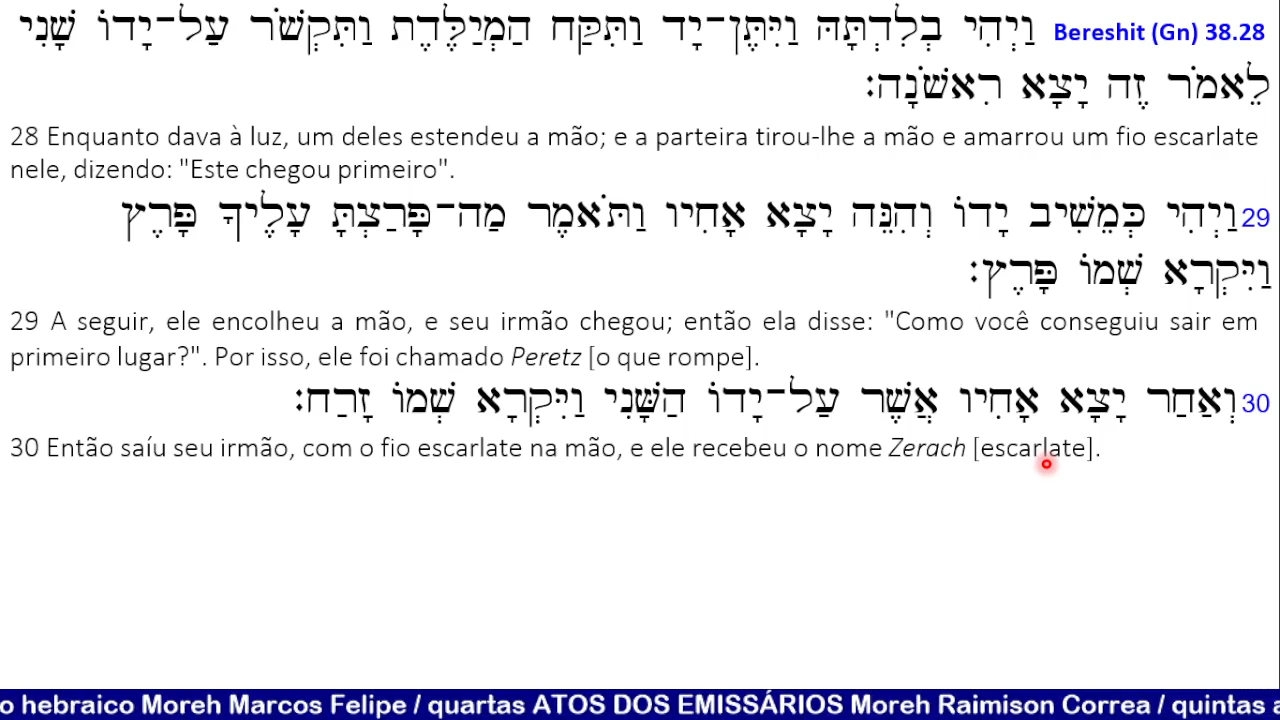 Bereshit (Gn) 38.28 וַיְהִי בְלִדְתָּהּ וַיִּתֶּן־יָד וַתִּקַּח הַמְיַלֶּדֶת וַתִּקְשֹׁר עַל־יָדוֹ שָׁנִי
לֵאמֹר זֶה יָצָא רִאשֹׁנָה׃
28 Enquanto dava à luz, um deles estendeu a mão; e a parteira tirou-lhe a mão e amarrou um fio escarlate
nele, dizendo: "Este chegou primeiro".
29 וַיְהִי כְּמֵשִׁיב יָדוֹ וְהִנֵּה יָצָא אָחִיו וַתֹּאמֶר מַה־פָּרַצְתָּ עָלֶיךָ פָּרֶץ
וַיִּקְרָא שְׁמוֹ פָּרֶץ׃
29 A seguir, ele encolheu a mão, e seu irmão chegou; então ela disse: "Como você conseguiu sair em
primeiro lugar?". Por isso, ele foi chamado Peretz [o que rompe].
30 וְאַחַר יָצָא אָחִיו אֲשֶׁר עַל־יָדוֹ הַשָּׁנִי וַיִּקְרָא שְׁמוֹ זָרַח׃
30 Então saíu seu irmão, com o fio escarlate na mão, e ele recebeu o nome Zerach [escarlate].
o hebraico Moreh Marcos Felipe / quartas ATOS DOS EMISSÁRIOS Moreh Raimison Correa / quintas a